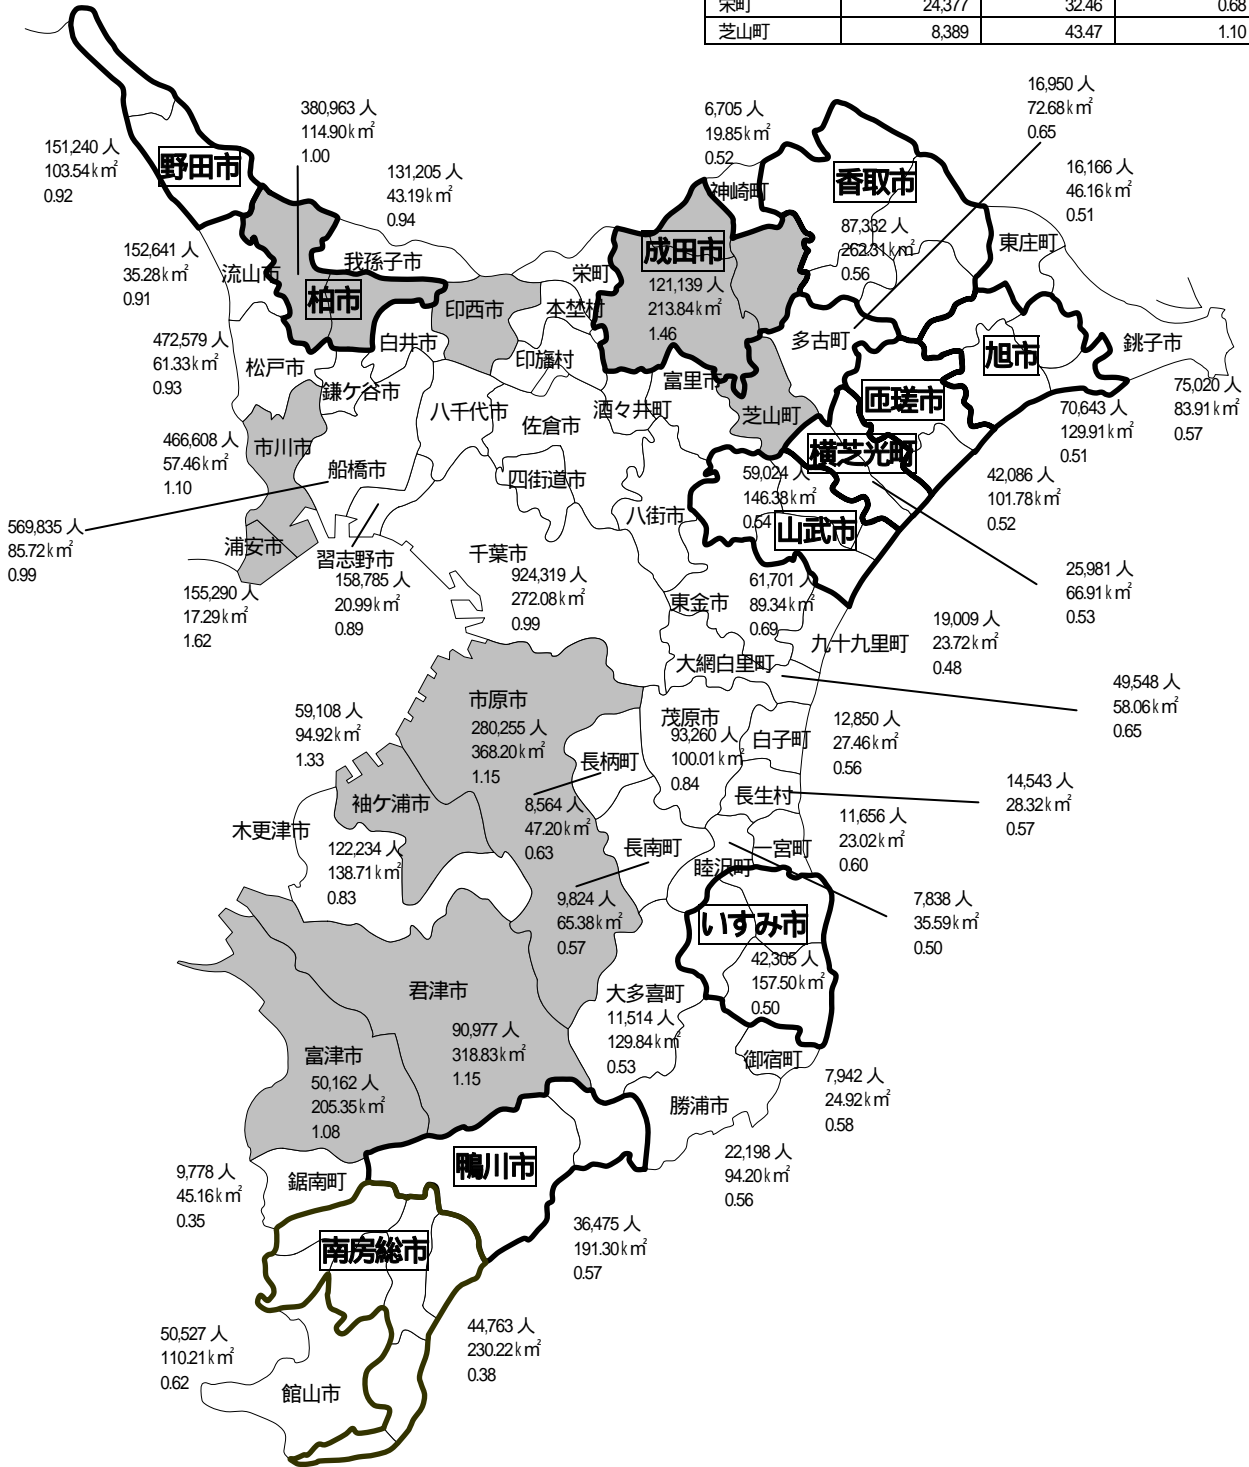 栄町 24,377 32.46 0.68
芝山町 8,389 43.47 1.10
16,950 人
72.68k㎡
0.65
6,705 人
19.85k㎡
0.52
神崎町
380,963 人
114.90k㎡
1.00
151,240 人
103.54k㎡
0.92
野田市
131,205 人
43.19k㎡
0.94
香取市
87,332 人
262.31k㎡
0.56
16,166 人
46.16k㎡
0.51
東庄町
152,641 人
35.28k㎡
0.91
流山市
我孫子市
柏市
栄町
成田市
121,139 人
213.84k㎡
1.46
印西市
本埜村
印旛村
白井市
多古町
旭市
銚子市
75,020 人
83.91k㎡
0.57
472,579 人
61.33k㎡
0.93
松戸市
鎌ケ谷市
八千代市
佐倉市
酒々井町
富里市
芝山町
匝瑳市
70,643 人
129.91k㎡
0.51
466,608 人
57.46k㎡
1.10
市川市
船橋市
四街道市
八街市
横芝光町
59,024 人
146.38k㎡
0.54
山武市
42,086 人
101.78k㎡
0.52
569,835 人
85.72k㎡
0.99
浦安市
155,290 人
17.29k㎡
1.62
習志野市
158,785 人
20.99k㎡
0.89
千葉市
924,319 人
272.08k㎡
0.99
東金市
61,701 人
89.34k㎡
0.69
25,981 人
66.91k㎡
0.53
九十九里町
19,009 人
23.72k㎡
0.48
大網白里町
49,548 人
58.06k㎡
0.65
59,108 人
94.92k㎡
1.33
市原市
280,255 人
368.20k㎡
1.15
茂原市
93,260 人
100.01k㎡
0.84
白子町
12,850 人
27.46k㎡
0.56
長柄町
8,564 人
47.20k㎡
0.63
長生村
14,543 人
28.32k㎡
0.57
袖ケ浦市
木更津市
122,234 人
138.71k㎡
0.83
長南町
9,824 人
65.38k㎡
0.57
睦沢町
一宮町
11,656 人
23.02k㎡
0.60
7,838 人
35.59k㎡
0.50
いすみ市
42,305 人
157.50k㎡
0.50
君津市
90,977 人
318.83k㎡
1.15
大多喜町
11,514 人
129.84k㎡
0.53
富津市
50,162 人
205.35k㎡
1.08
御宿町
7,942 人
24.92k㎡
0.58
勝浦市
22,198 人
94.20k㎡
0.56
鴨川市
36,475 人
191.30k㎡
0.57
9,778 人
45.16k㎡
0.35
鋸南町
南房総市
44,763 人
230.22k㎡
0.38
50,527 人
110.21k㎡
0.62
館山市